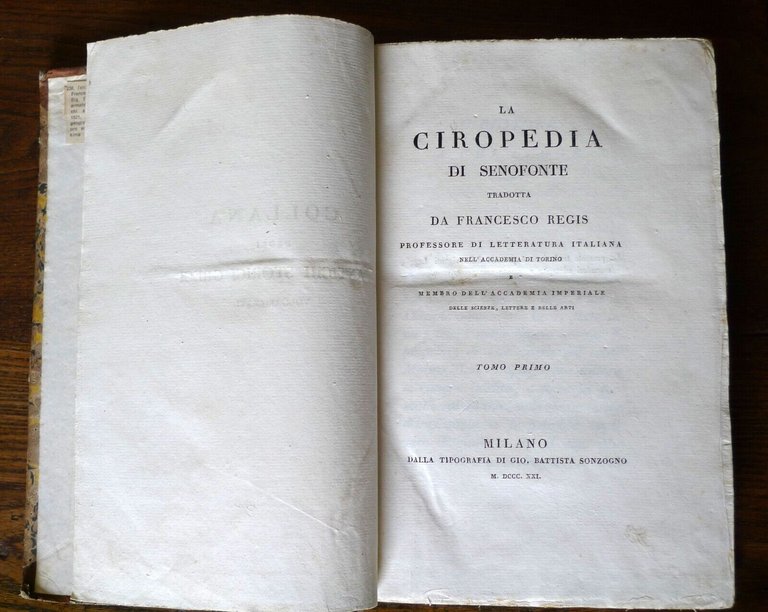 LA
CIROPEDIA
DI SENOFONTE
TRADOTTA
DA FRANCESCO REGIS
PROFESSORE DI LETTERATURA ITALIANA
NELL'ACCADEMIA DI TORINO
E
MEMBRO DELL'ACCADEMIA IMPERIALE
DELLE SCIENZE, LETTERE E BELLE ARTI
TOMO PRIMO
MILANO
DALLA TIPOGRAFIA DI GIO. BATTISTA SONZOGNO
M. DCCC. XXI.